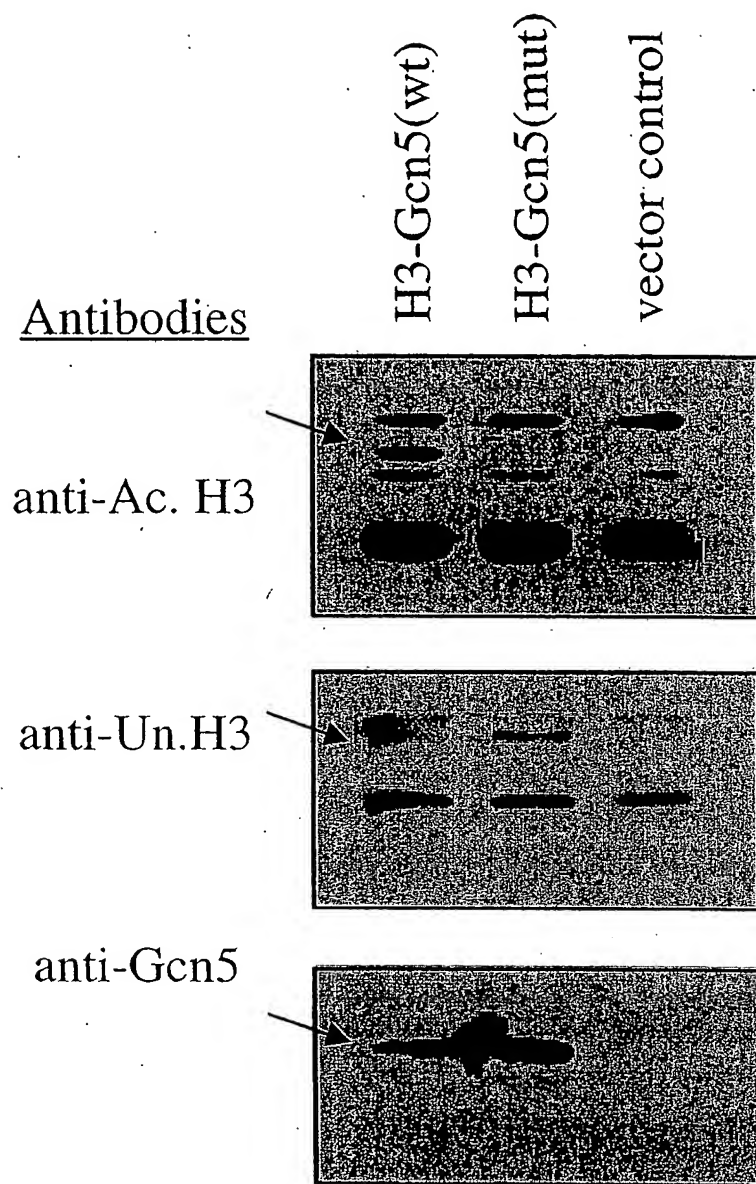 H3-Gcn5(wt)
H3-Gcn5(mut)
vector control
Antibodies
anti-Ac. H3
anti-Un.H3
anti-Gcn5